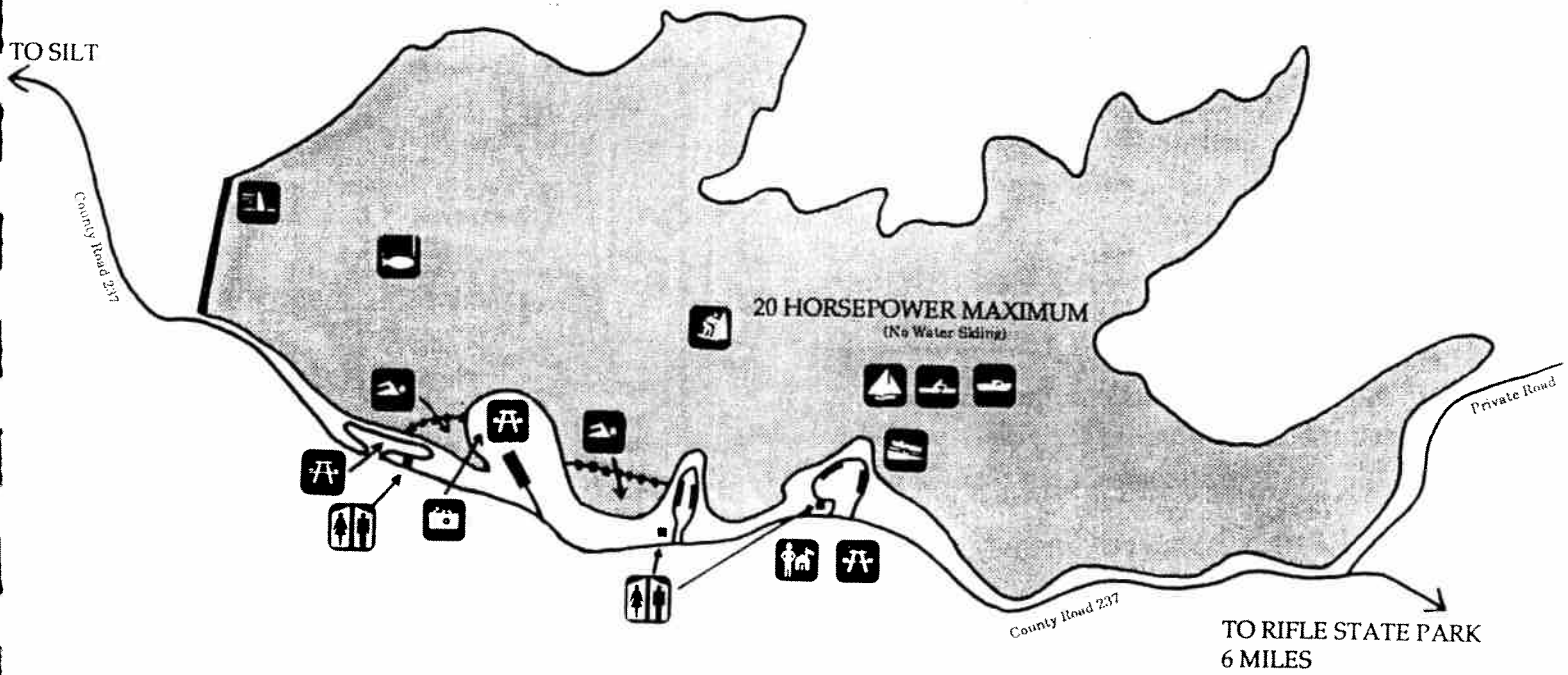 TO SILT
County Road 237
20 HORSEPOWER MAXIMUM
(No Water Skiing)
Private Road
County Road 237
TO RIFLE STATE PARK
6 MILES